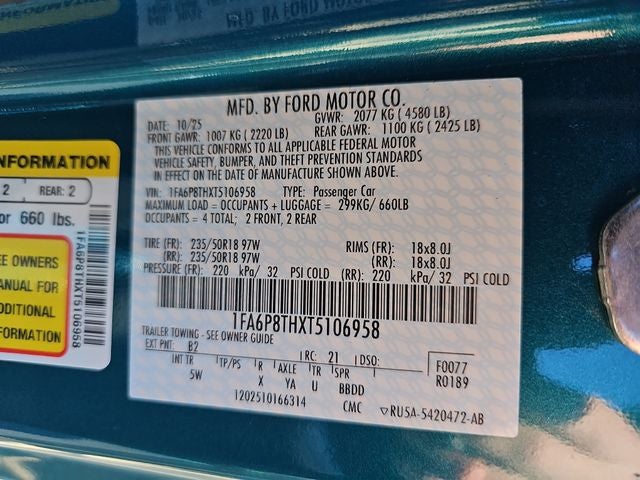 MFD. BY FORD MOTOR CO.
DATE: 10/25 GVWR: 2077 KG ( 4580 LB)
FRONT GAWR: 1007 KG ( 2220 LB) REAR GAWR: 1100 KG ( 2425 LB)
THIS VEHICLE CONFORMS TO ALL APPLICABLE FEDERAL MOTOR
VEHICLE SAFETY, BUMPER, AND THEFT PREVENTION STANDARDS
IN EFFECT ON THE DATE OF MANUFACTURE SHOWN ABOVE.
VIN: 1FA6P8THXT5106958 TYPE: Passenger Car
MAXIMUM LOAD = OCCUPANTS + LUGGAGE = 299KG/ 660LB
OCCUPANTS = 4 TOTAL; 2 FRONT, 2 REAR
TIRE (FR): 235/50R18 97W RIMS (FR): 18x8.0J
(RR): 235/50R18 97W (RR): 18x8.0J
PRESSURE (FR): 220 kPa/ 32 PSI COLD (RR): 220 kPa/ 32 PSI COLD
1FA6P8THXT5106958
TRAILER TOWING - SEE OWNER GUIDE
EXT PNT: B2 RC: 21 DSO: F0077
INT TR TP/PS R AXLE TR SPR R0189
5W X YA U BBDD
1202510166314 CMC RUSA-5420472-AB
NFORMATION
2 REAR: 2
or 660 lbs.
EE OWNERS
MANUAL FOR
DDITIONAL
FORMATION
1FA6P8THXT5106958